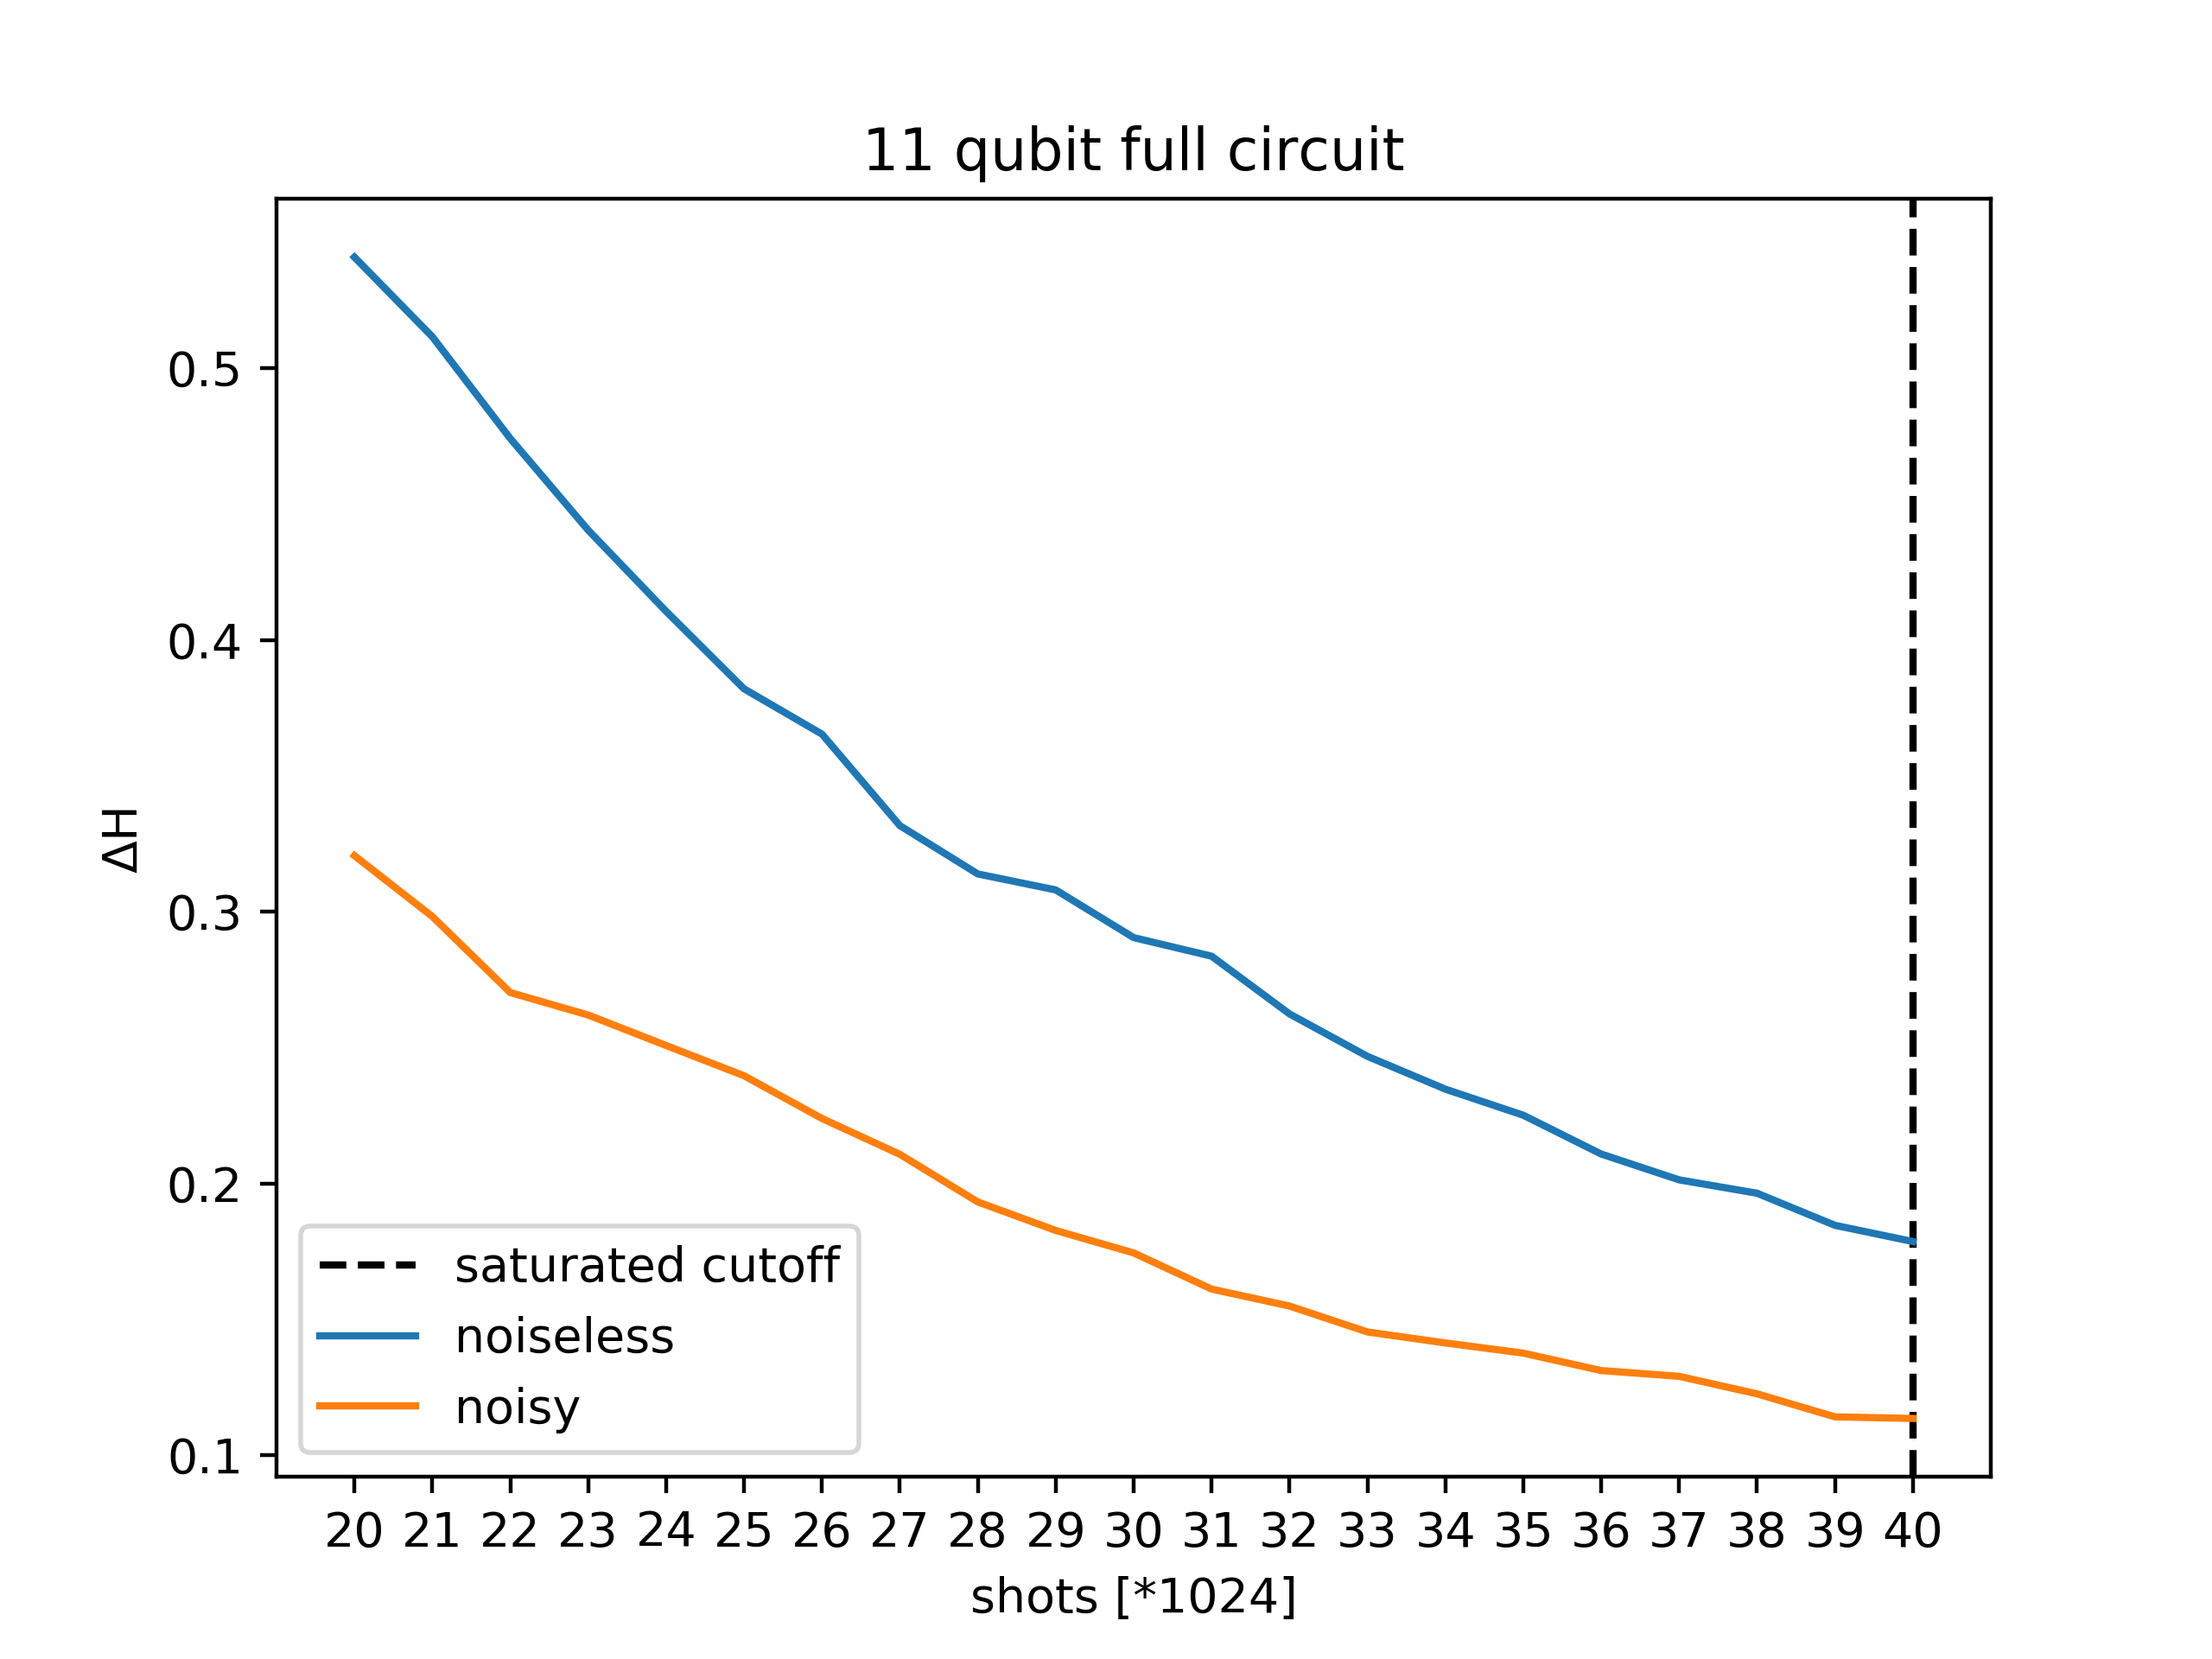 11 qubit full circuit
0.5
0.4
0.3
0.2
0.1
ΔH
saturated cutoff
noiseless
noisy
20 21 22 23 24 25 26 27 28 29 30 31 32 33 34 35 36 37 38 39 40
shots [*1024]